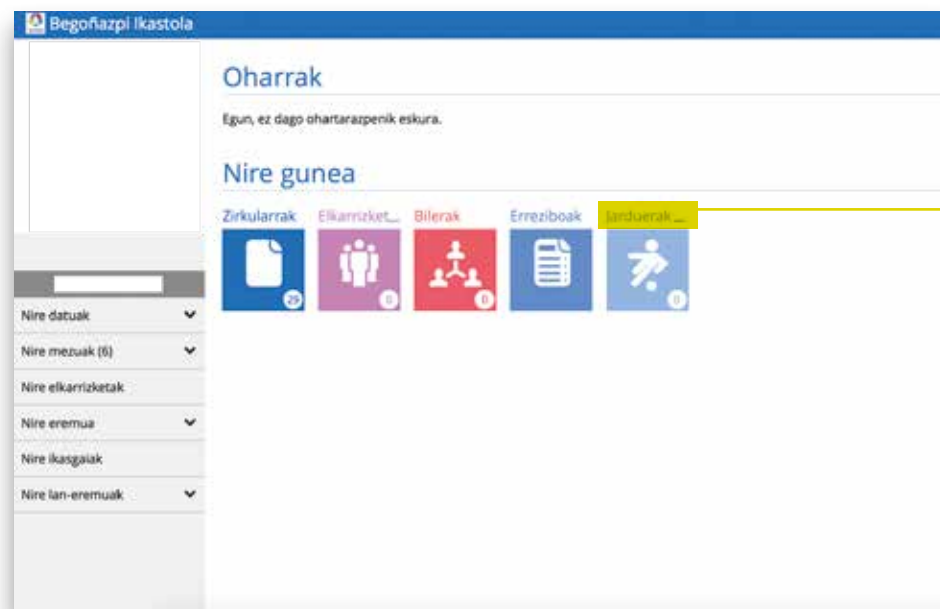 Begoñazpi Ikastola
Oharrak
Egun, ez dago ohartarazpenik eskura.
Nire gunea
Zirkularrak Elkarrizket... Bilerak Erreziboak Jarduerak ...
29 0 0 0
Nire datuak
Nire mezuak (6)
Nire elkarrizketak
Nire eremua
Nire ikasgaiak
Nire lan-eremuak